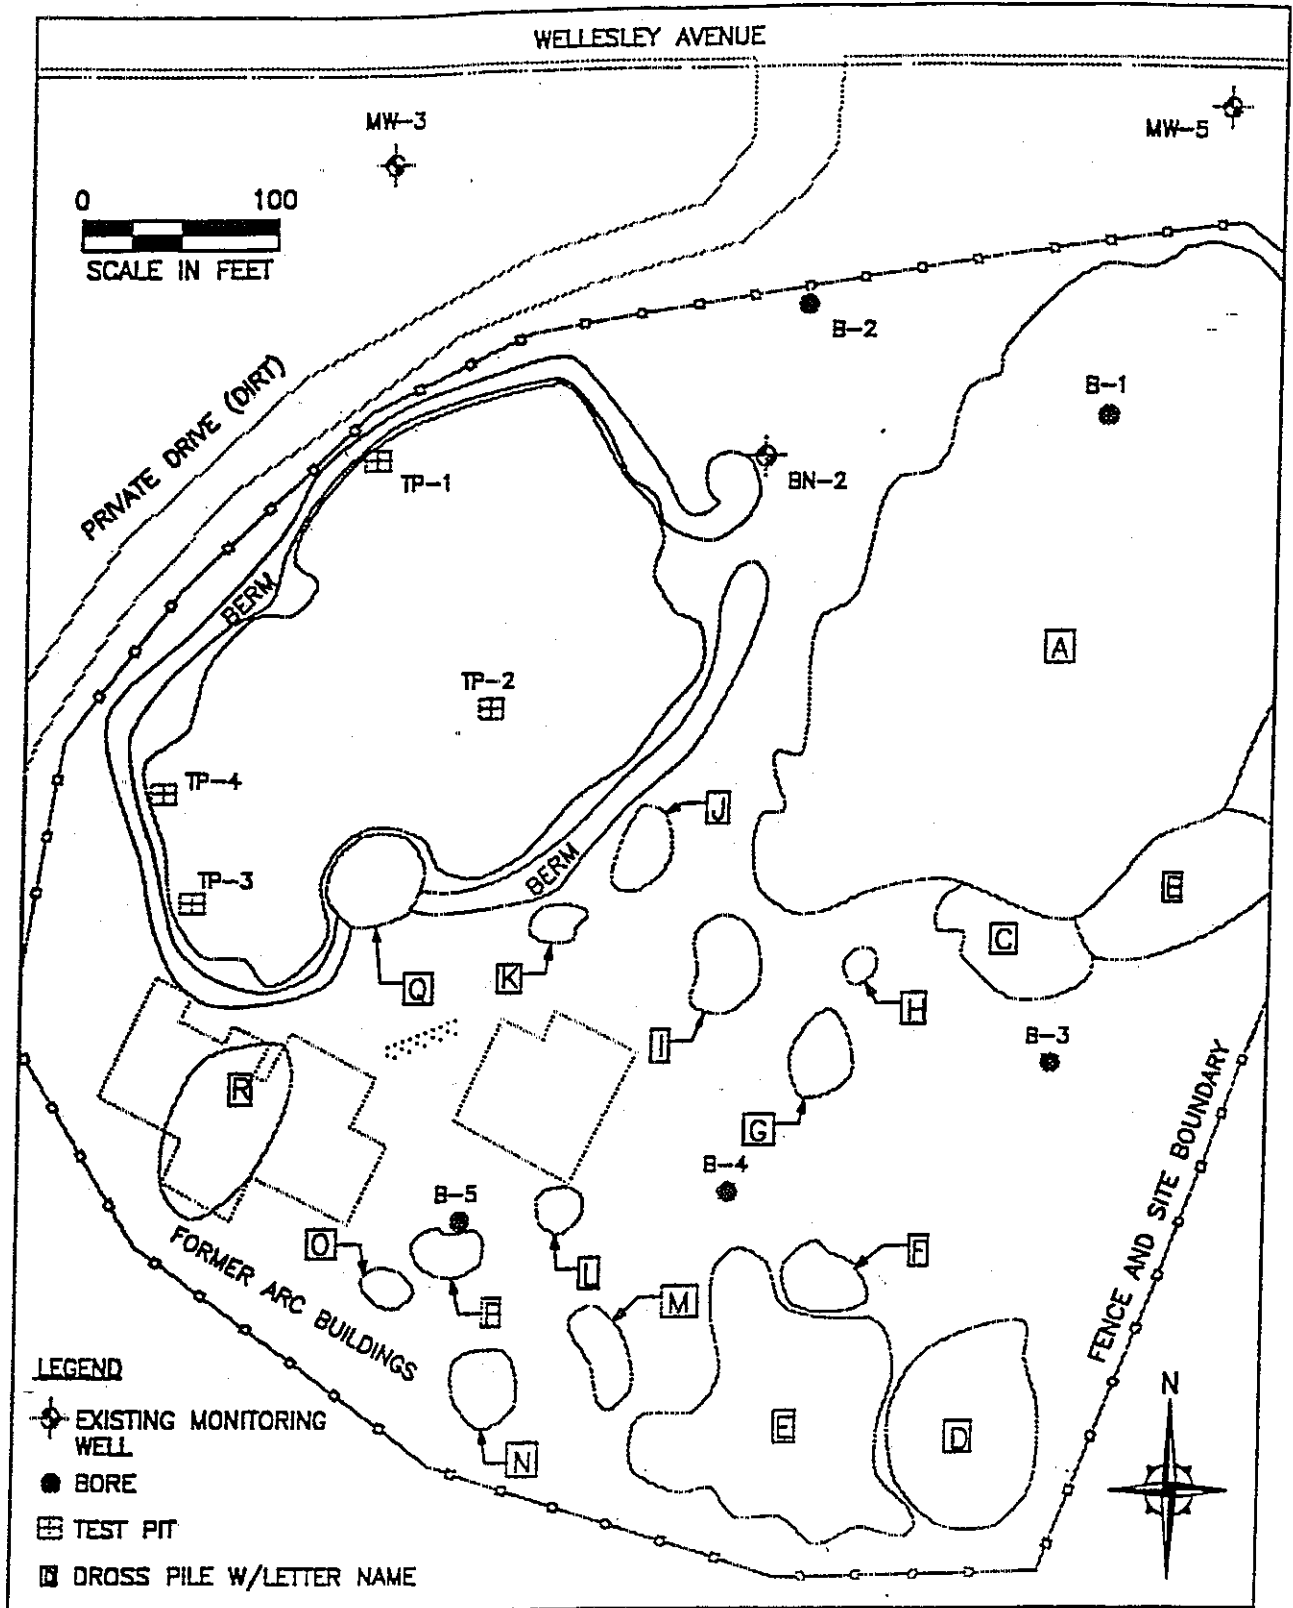 WELLESLEY AVENUE
MW-3
MW-5
0 100
SCALE IN FEET
B-2
PRIVATE DRIVE (DIRT)
B-1
TP-1
BN-2
BERM
A
TP-2
TP-4
J
TP-3
BERM
B
C
K
Q
H
I
B-3
R
G
B-4
B-5
FENCE AND SITE BOUNDARY
O
L
F
FORMER ARC BUILDINGS
P
M
E
D
N
N
LEGEND
EXISTING MONITORING
WELL
BORE
TEST PIT
DROSS PILE W/LETTER NAME